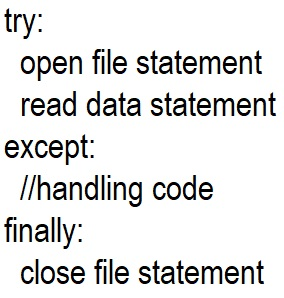 try:
open file statement
read data statement
except:
//handling code
finally:
close file statement